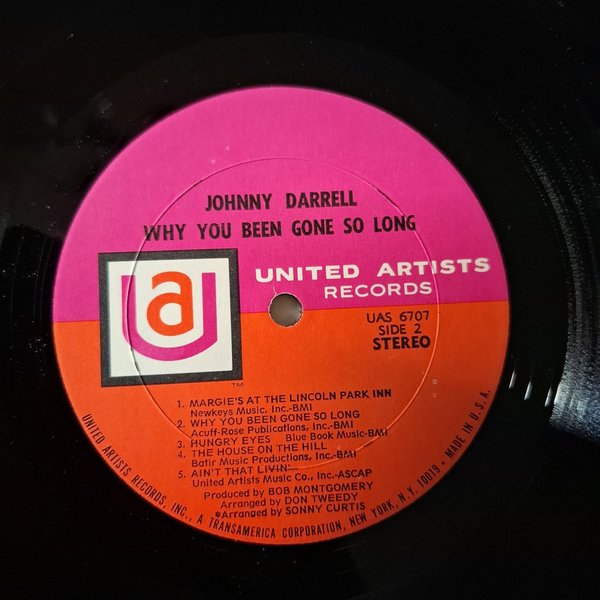 JOHNNY DARRELL
WHY YOU BEEN GONE SO LONG
ua
UNITED ARTISTS
RECORDS
UAS 6707
SIDE 2
STEREO
TM
1. MARGIE'S AT THE LINCOLN PARK INN
Newkeys Music, Inc.-BMI
2. WHY YOU BEEN GONE SO LONG
Acuff-Rose Publications, Inc.-BMI
3. HUNGRY EYES Blue Book Music-BMI
4. THE HOUSE ON THE HILL
Batir Music Productions, Inc.-BMI
5. AIN'T THAT LIVIN'
United Artists Music Co., Inc.-ASCAP
Produced by BOB MONTGOMERY
Arranged by DON TWEEDY
*Arranged by SONNY CURTIS
UNITED ARTISTS RECORDS, INC., A TRANSAMERICA CORPORATION, NEW YORK, N.Y. 10019 • MADE IN U.S.A.